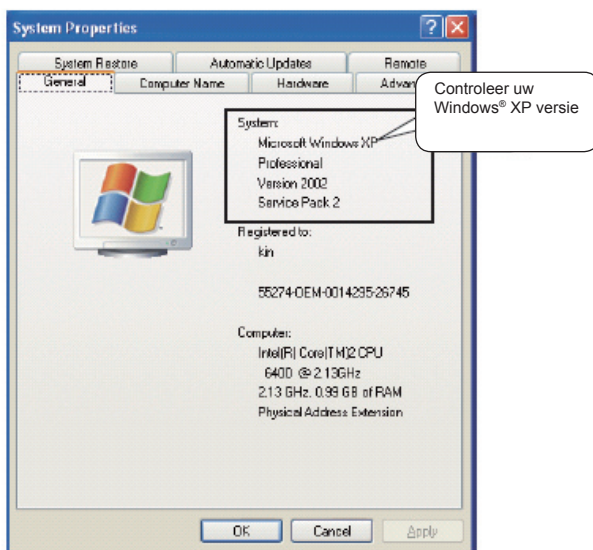 System Properties
System Restore Automatic Updates Remote
General Computer Name Hardware Advan
Controleer uw
Windows® XP versie
System:
Microsoft Windows XP
Professional
Version 2002
Service Pack 2
Registered to:
kin
55274-OEM-0014295-26745
Computer:
Intel(R) Core(TM)2 CPU
6400 @ 2.13GHz
2.13 GHz, 0.99 GB of RAM
Physical Address Extension
OK Cancel Apply